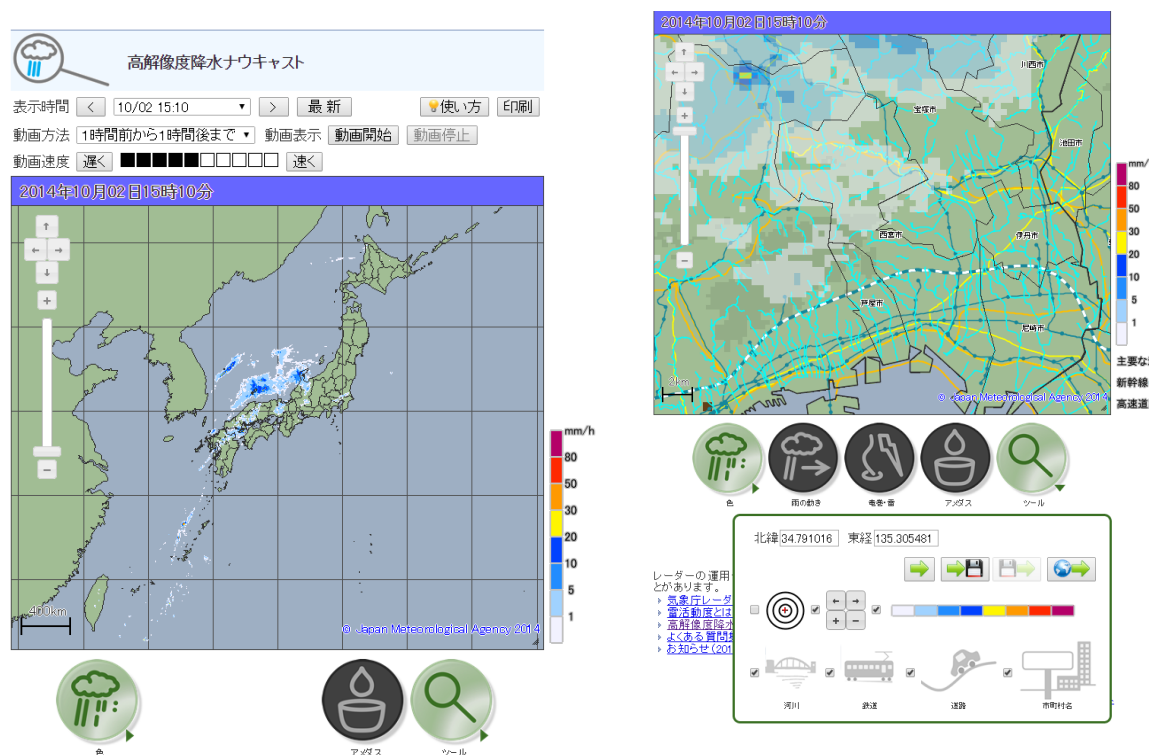 高解像度降水ナウキャスト
表示時間 < 10/02 15:10 > 最新 使い方 印刷
動画方法 1時間前から1時間後まで 動画表示 動画開始 動画停止
動画速度 遅く 速く
2014年10月02日15時10分
400km
© Japan Meteorological Agency 2014
mm/h
80
50
30
20
10
5
1
色
アメダス
ツール
2014年10月02日15時10分
川西市
宝塚市
池田市
西宮市
伊丹市
芦屋市
尼崎市
2km
© Japan Meteorological Agency 2014
mm/
80
50
30
20
10
5
1
主要な
新幹線
高速道
色
雨の動き
竜巻・雷
アメダス
ツール
北緯 34.791016 東経 135.305481
レーダーの運用
とがあります。
気象庁レーダ
雷活動度とは
高解像度降水
よくある質問
お知らせ(201
河川
鉄道
道路
市町村名